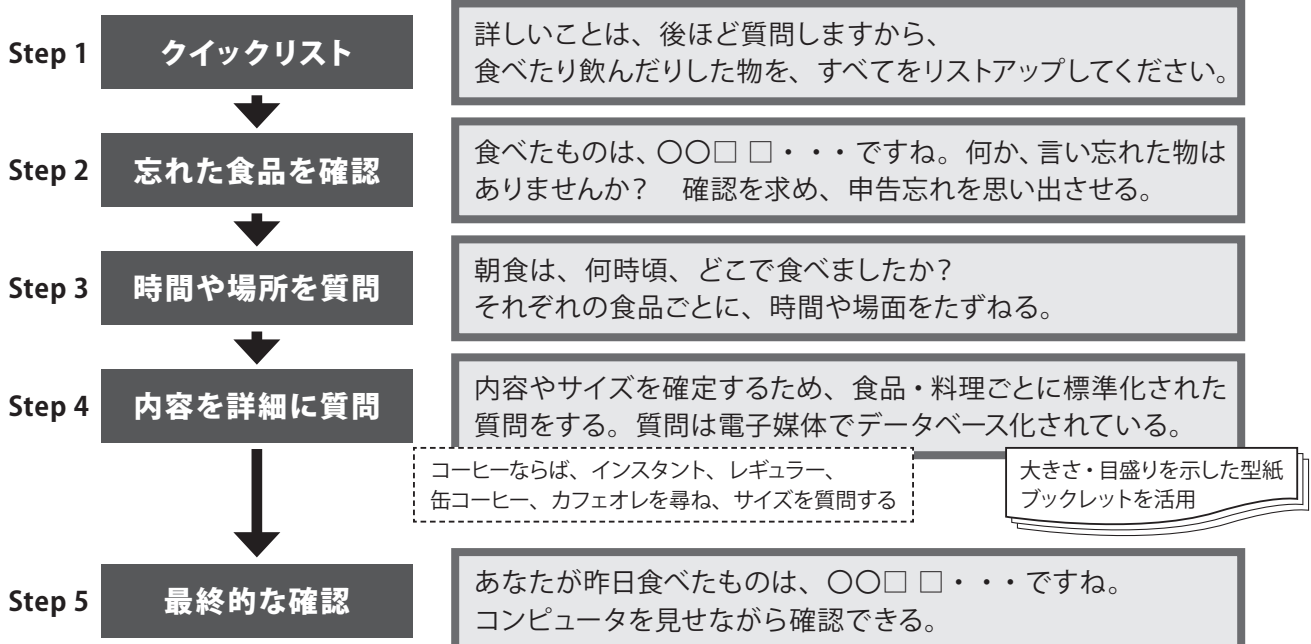 Step 1
クイックリスト
詳しいことは、後ほど質問しますから、
食べたり飲んだりした物を、すべてをリストアップしてください。
Step 2
忘れた食品を確認
食べたものは、〇〇□ □・・・ですね。何か、言い忘れた物は
ありませんか？　確認を求め、申告忘れを思い出させる。
Step 3
時間や場所を質問
朝食は、何時頃、どこで食べましたか？
それぞれの食品ごとに、時間や場面をたずねる。
Step 4
内容を詳細に質問
内容やサイズを確定するため、食品・料理ごとに標準化された
質問をする。質問は電子媒体でデータベース化されている。
コーヒーならば、インスタント、レギュラー、
缶コーヒー、カフェオレを尋ね、サイズを質問する
大きさ・目盛りを示した型紙
ブックレットを活用
Step 5
最終的な確認
あなたが昨日食べたものは、〇〇□ □・・・ですね。
コンピュータを見せながら確認できる。